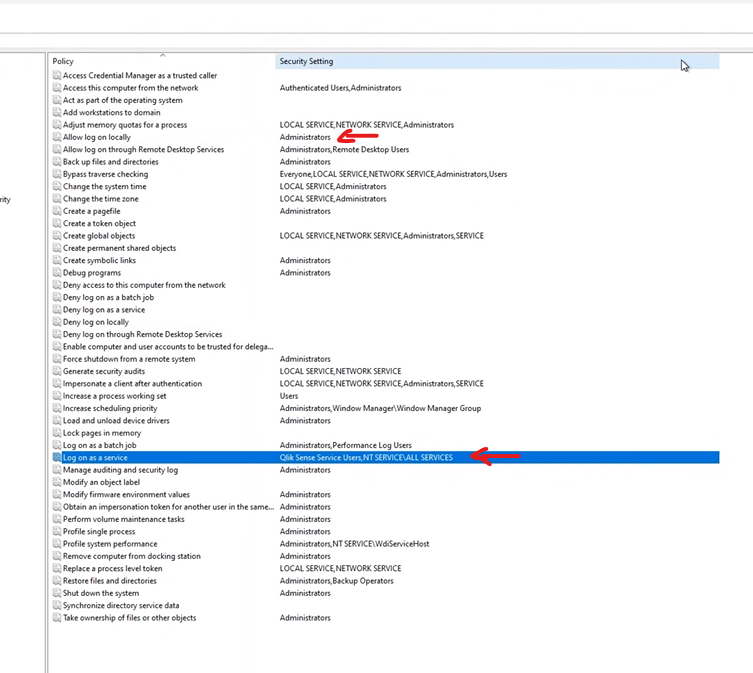 Policy Security Setting
Access Credential Manager as a trusted caller
Access this computer from the network Authenticated Users,Administrators
Act as part of the operating system
Add workstations to domain
Adjust memory quotas for a process LOCAL SERVICE,NETWORK SERVICE,Administrators
Allow log on locally Administrators
Allow log on through Remote Desktop Services Administrators,Remote Desktop Users
Back up files and directories Administrators
Bypass traverse checking Everyone,LOCAL SERVICE,NETWORK SERVICE,Administrators,Users
Change the system time LOCAL SERVICE,Administrators
rity Change the time zone LOCAL SERVICE,Administrators
Create a pagefile Administrators
Create a token object
Create global objects LOCAL SERVICE,NETWORK SERVICE,Administrators,SERVICE
Create permanent shared objects
Create symbolic links Administrators
Debug programs Administrators
Deny access to this computer from the network
Deny log on as a batch job
Deny log on as a service
Deny log on locally
Deny log on through Remote Desktop Services
Enable computer and user accounts to be trusted for delega...
Force shutdown from a remote system Administrators
Generate security audits LOCAL SERVICE,NETWORK SERVICE
Impersonate a client after authentication LOCAL SERVICE,NETWORK SERVICE,Administrators,SERVICE
Increase a process working set Users
Increase scheduling priority Administrators,Window Manager\Window Manager Group
Load and unload device drivers Administrators
Lock pages in memory
Log on as a batch job Administrators,Performance Log Users
Log on as a service Qlik Sense Service Users,NT SERVICE\ALL SERVICES
Manage auditing and security log Administrators
Modify an object label
Modify firmware environment values Administrators
Obtain an impersonation token for another user in the same... Administrators
Perform volume maintenance tasks Administrators
Profile single process Administrators
Profile system performance Administrators,NT SERVICE\WdiServiceHost
Remove computer from docking station Administrators
Replace a process level token LOCAL SERVICE,NETWORK SERVICE
Restore files and directories Administrators,Backup Operators
Shut down the system Administrators
Synchronize directory service data
Take ownership of files or other objects Administrators